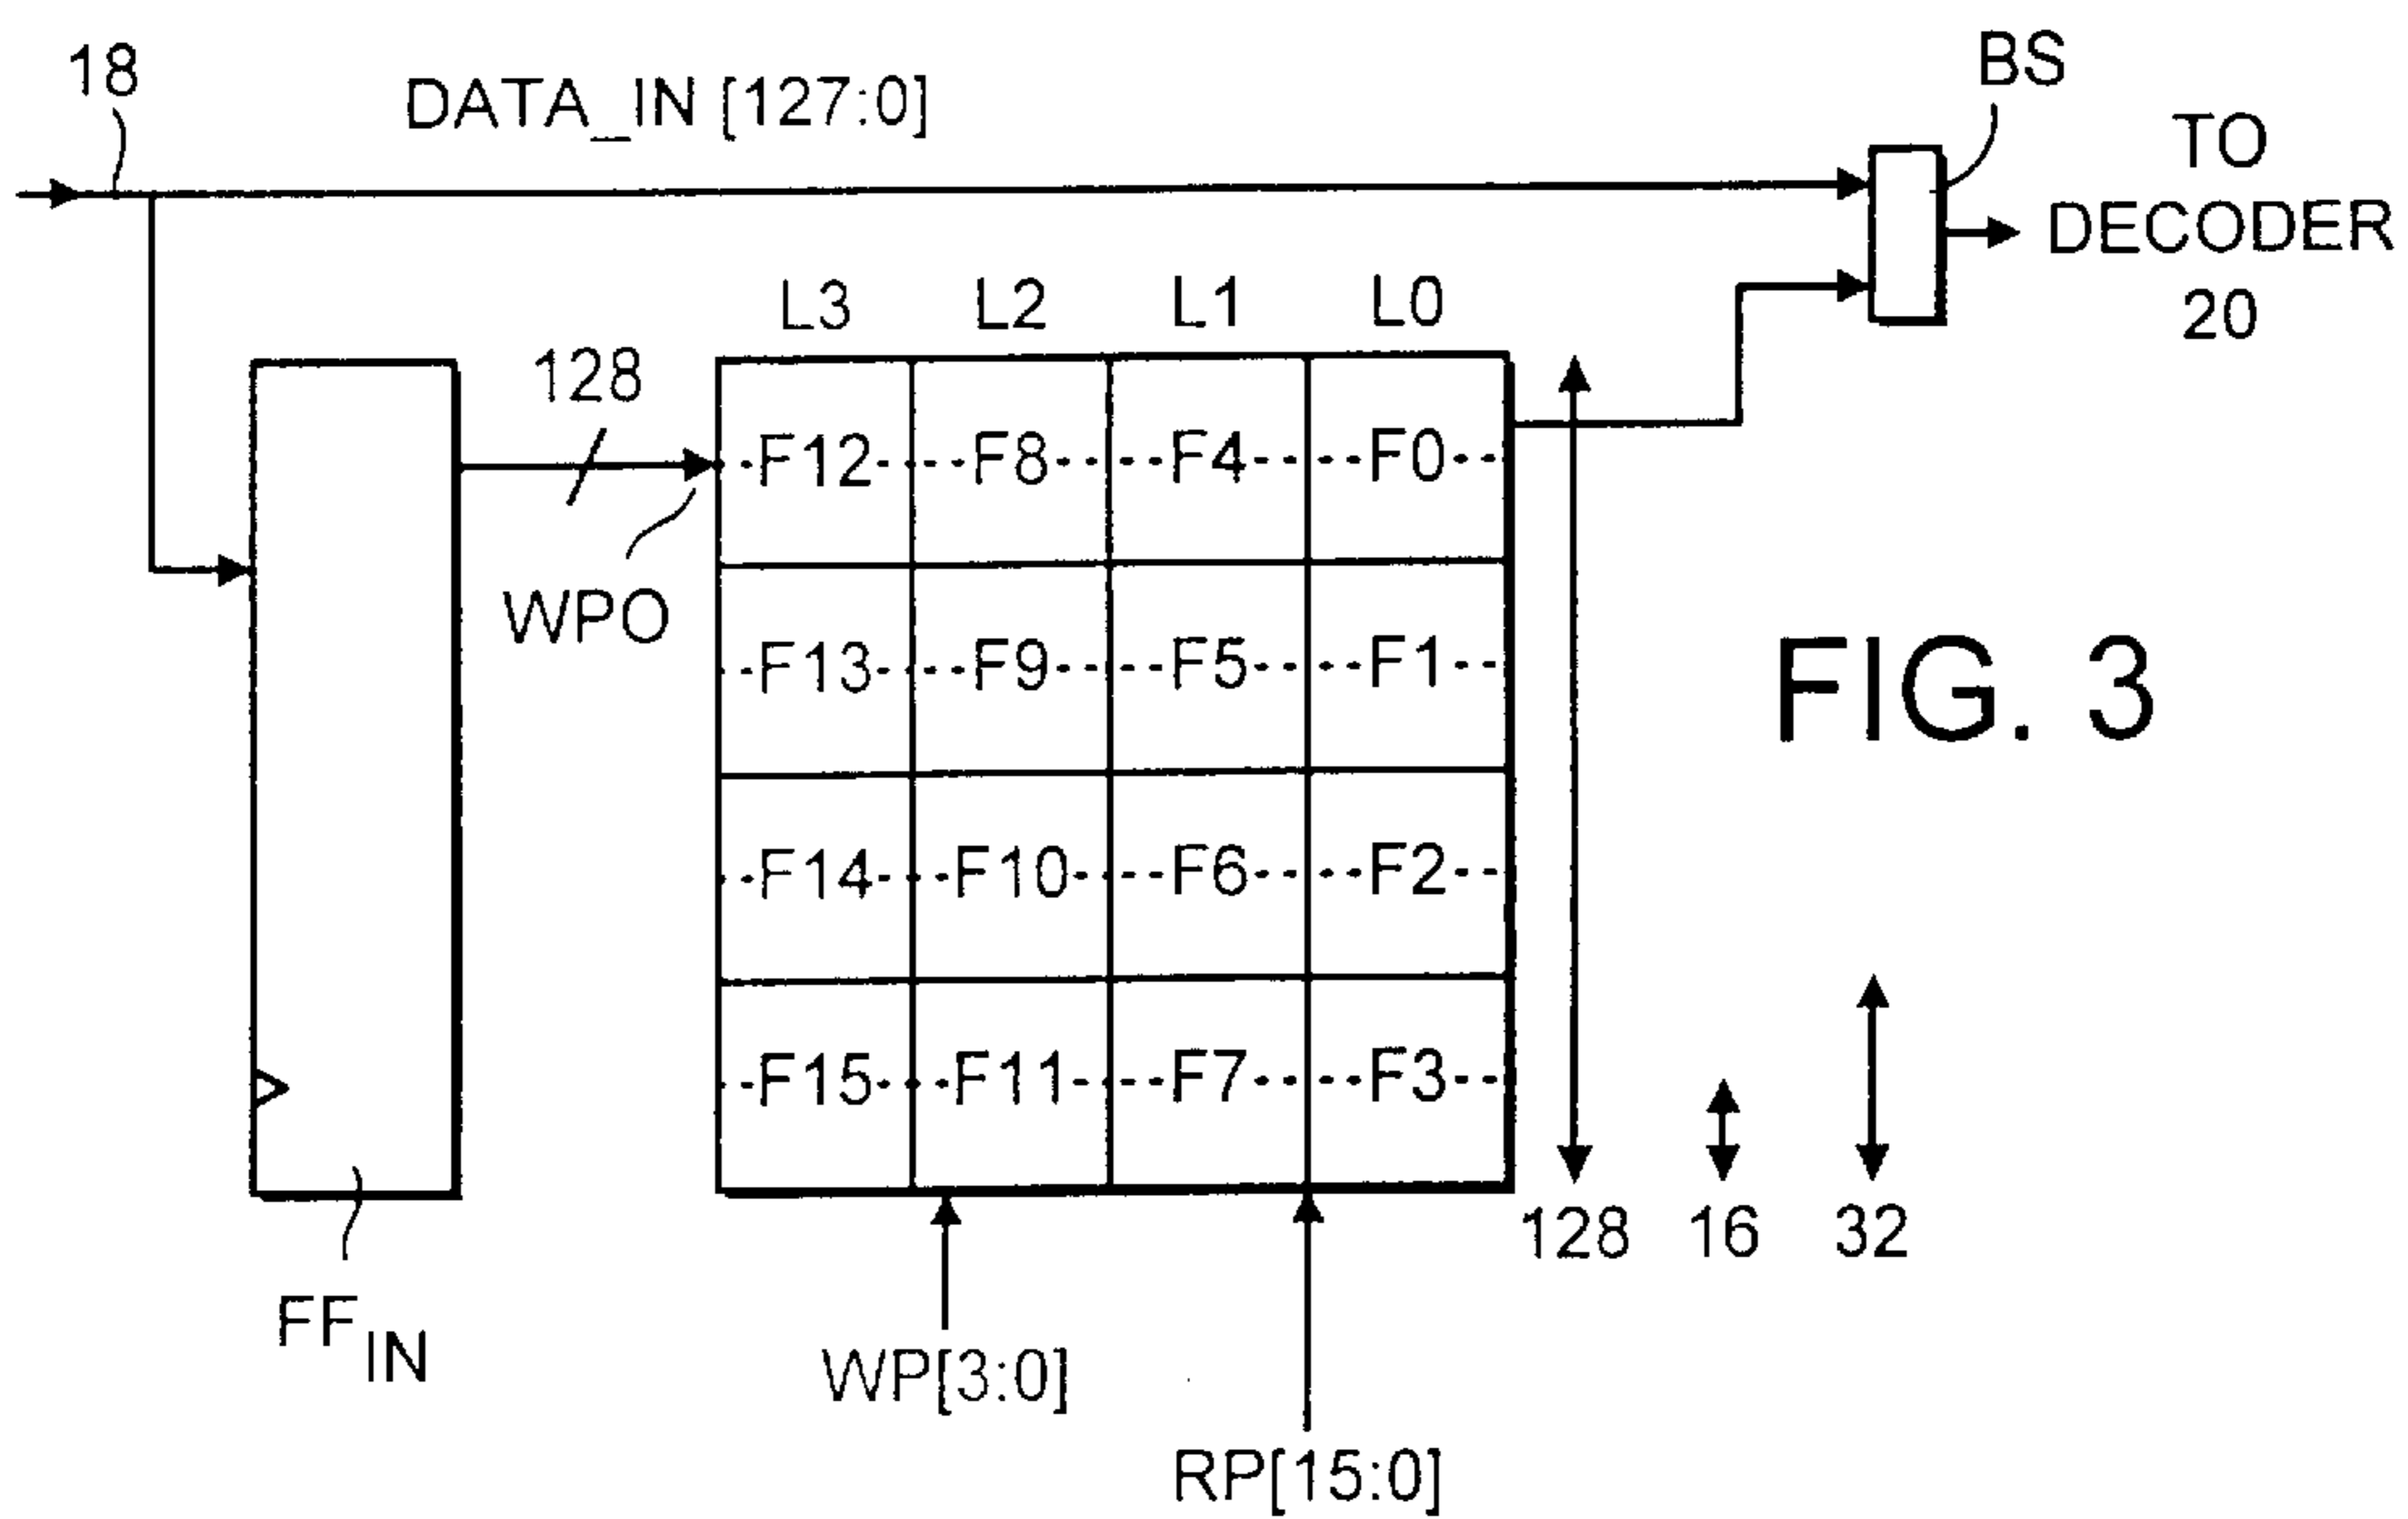 18
DATA_IN [127:0]
BS
TO
DECODER
20
L3 L2 L1 L0
128
F12 F8 F4 F0
WPO
F13 F9 F5 F1
FIG. 3
F14 F10 F6 F2
F15 F11 F7 F3
128 16 32
FFIN
WP[3:0]
RP[15:0]